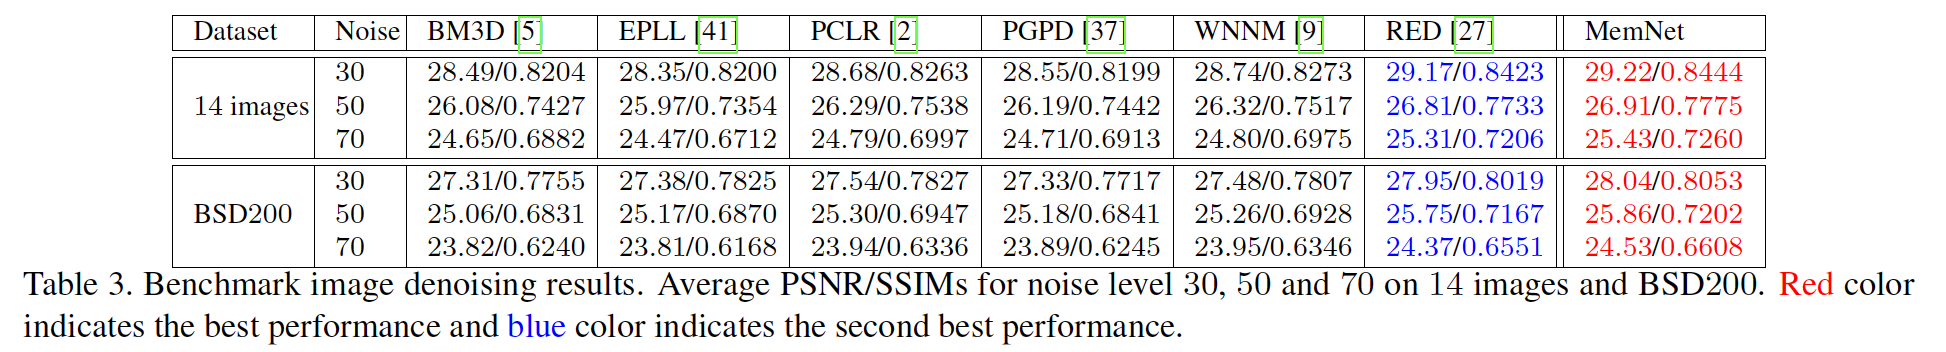 Dataset Noise BM3D [5] EPLL [41] PCLR [2] PGPD [37] WNNM [9] RED [27] MemNet
30 28.49/0.8204 28.35/0.8200 28.68/0.8263 28.55/0.8199 28.74/0.8273 29.17/0.8423 29.22/0.8444
14 images 50 26.08/0.7427 25.97/0.7354 26.29/0.7538 26.19/0.7442 26.32/0.7517 26.81/0.7733 26.91/0.7775
70 24.65/0.6882 24.47/0.6712 24.79/0.6997 24.71/0.6913 24.80/0.6975 25.31/0.7206 25.43/0.7260
30 27.31/0.7755 27.38/0.7825 27.54/0.7827 27.33/0.7717 27.48/0.7807 27.95/0.8019 28.04/0.8053
BSD200 50 25.06/0.6831 25.17/0.6870 25.30/0.6947 25.18/0.6841 25.26/0.6928 25.75/0.7167 25.86/0.7202
70 23.82/0.6240 23.81/0.6168 23.94/0.6336 23.89/0.6245 23.95/0.6346 24.37/0.6551 24.53/0.6608
Table 3. Benchmark image denoising results. Average PSNR/SSIMs for noise level 30, 50 and 70 on 14 images and BSD200. Red color
indicates the best performance and blue color indicates the second best performance.